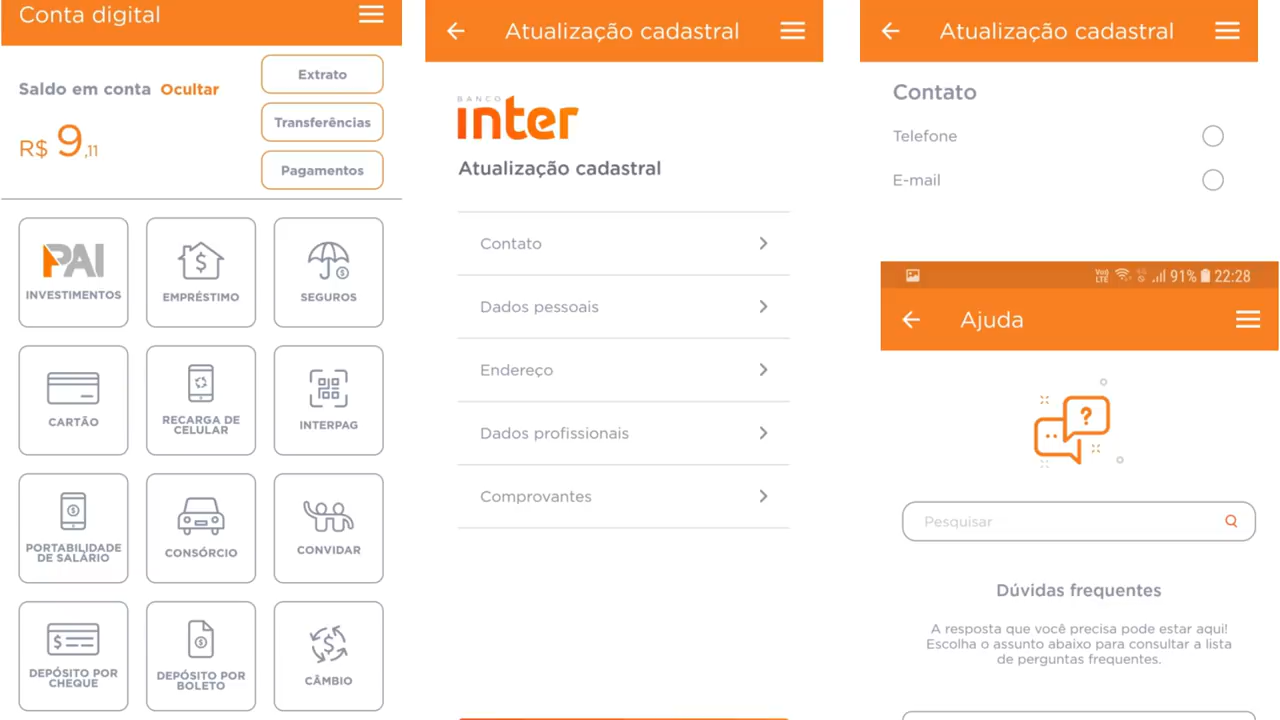 Conta digital
Saldo em conta Ocultar
R$ 9,11
Extrato
Transferências
Pagamentos
PAI
INVESTIMENTOS
EMPRÉSTIMO
SEGUROS
CARTÃO
RECARGA DE
CELULAR
INTERPAG
PORTABILIDADE
DE SALÁRIO
CONSÓRCIO
CONVIDAR
DEPÓSITO POR
CHEQUE
DEPÓSITO POR
BOLETO
CÂMBIO
Atualização cadastral
BANCO
inter
Atualização cadastral
Contato
Dados pessoais
Endereço
Dados profissionais
Comprovantes
Atualização cadastral
Contato
Telefone
E-mail
Vo) LTE 91% 22:28
Ajuda
?
Pesquisar
Dúvidas frequentes
A resposta que você precisa pode estar aqui!
Escolha o assunto abaixo para consultar a lista
de perguntas frequentes.